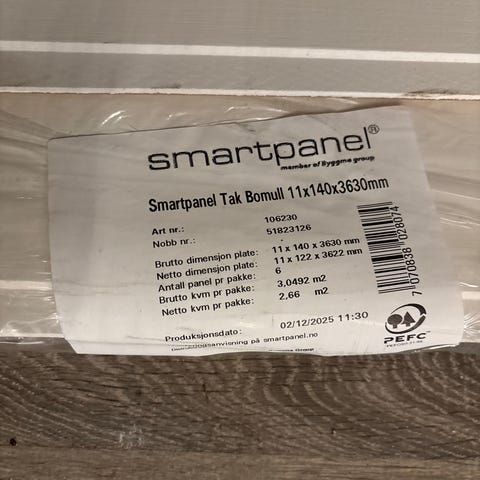 smartpanel®
member of Byggma group
Smartpanel Tak Bomull 11x140x3630mm
Art nr.: 106230
Nobb nr.: 51823126
Brutto dimensjon plate: 11 x 140 x 3630 mm
Netto dimensjon plate: 11 x 122 x 3622 mm
Antall panel pr pakke: 6
Brutto kvm pr pakke: 3,0492 m2
Netto kvm pr pakke: 2,66 m2
7 070838 028074
Produksjonsdato: 02/12/2025 11:30
PEFC™
på smartpanel.no